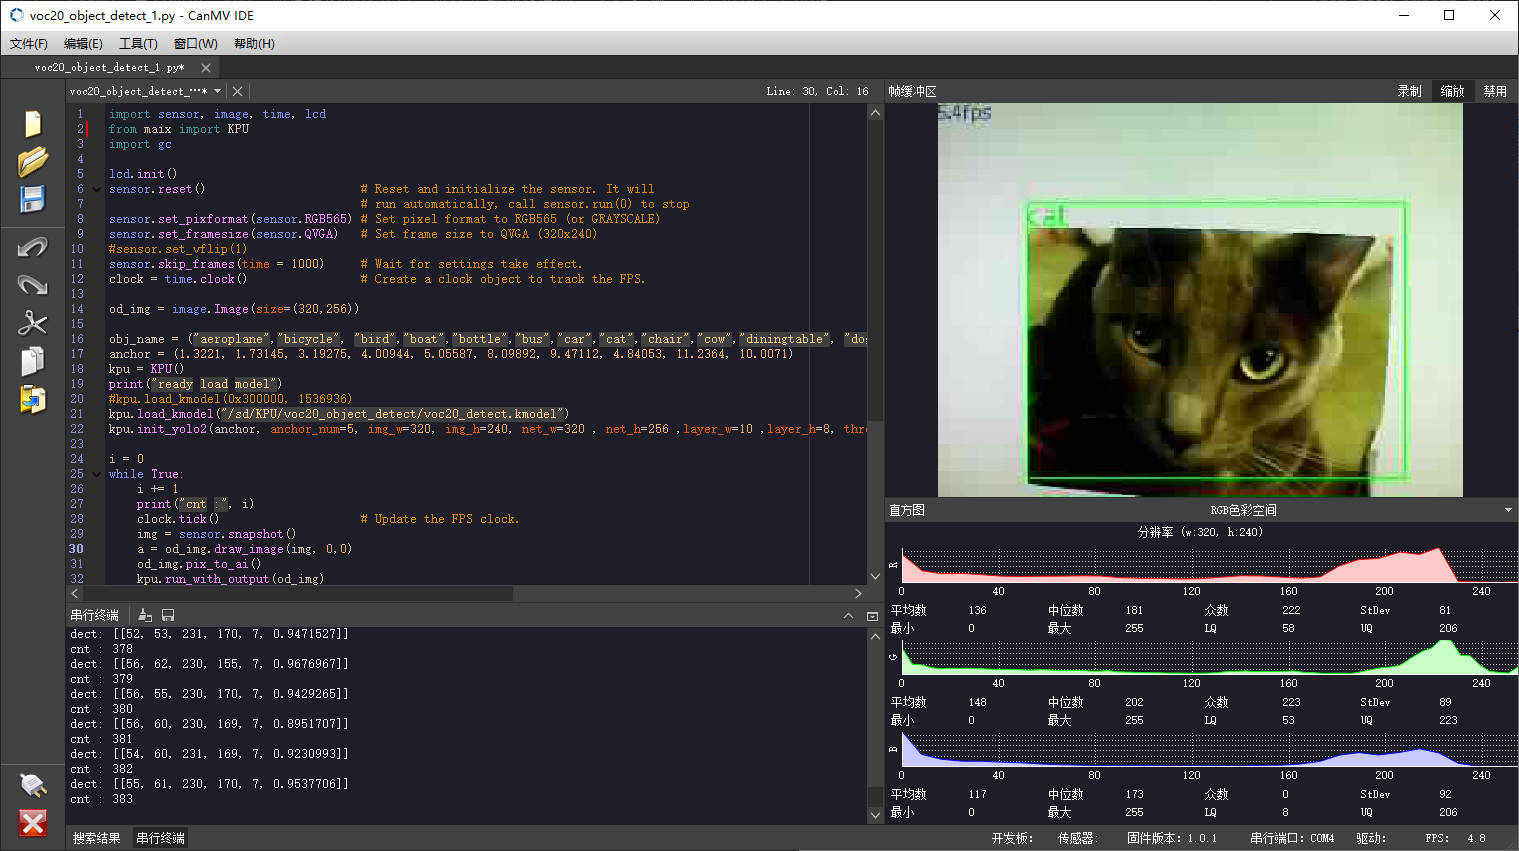 voc20_object_detect_1.py - CanMV IDE
文件(F) 编辑(E) 工具(T) 窗口(W) 帮助(H)
voc20_object_detect_1.py*
voc20_object_detect_···* Line: 30, Col: 16
1 import sensor, image, time, lcd
2 from maix import KPU
3 import gc
4
5 lcd.init()
6 sensor.reset() # Reset and initialize the sensor. It will
7 # run automatically, call sensor.run(0) to stop
8 sensor.set_pixformat(sensor.RGB565) # Set pixel format to RGB565 (or GRAYSCALE)
9 sensor.set_framesize(sensor.QVGA) # Set frame size to QVGA (320x240)
10 #sensor.set_vflip(1)
11 sensor.skip_frames(time = 1000) # Wait for settings take effect.
12 clock = time.clock() # Create a clock object to track the FPS.
13
14 od_img = image.Image(size=(320,256))
15
16 obj_name = ("aeroplane","bicycle", "bird","boat","bottle","bus","car","cat","chair","cow","diningtable", "dog
17 anchor = (1.3221, 1.73145, 3.19275, 4.00944, 5.05587, 8.09892, 9.47112, 4.84053, 11.2364, 10.0071)
18 kpu = KPU()
19 print("ready load model")
20 #kpu.load_kmodel(0x300000, 1536936)
21 kpu.load_kmodel("/sd/KPU/voc20_object_detect/voc20_detect.kmodel")
22 kpu.init_yolo2(anchor, anchor_num=5, img_w=320, img_h=240, net_w=320 , net_h=256 ,layer_w=10 ,layer_h=8, thre
23
24 i = 0
25 while True:
26 i += 1
27 print("cnt :", i)
28 clock.tick() # Update the FPS clock.
29 img = sensor.snapshot()
30 a = od_img.draw_image(img, 0,0)
31 od_img.pix_to_ai()
32 kpu.run_with_output(od_img)
串行终端
dect: [[52, 53, 231, 170, 7, 0.9471527]]
cnt : 378
dect: [[56, 62, 230, 155, 7, 0.9676967]]
cnt : 379
dect: [[56, 55, 230, 170, 7, 0.9429265]]
cnt : 380
dect: [[56, 60, 230, 169, 7, 0.8951707]]
cnt : 381
dect: [[54, 60, 231, 169, 7, 0.9230993]]
cnt : 382
dect: [[55, 61, 230, 170, 7, 0.9537706]]
cnt : 383
搜索结果 串行终端
帧缓冲区 录制 缩放 禁用
5.4fps
cat
直方图 RGB色彩空间
分辨率 (w:320, h:240)
R
0 40 80 120 160 200 240
平均数 136 中位数 181 众数 222 StDev 81
最小 0 最大 255 LQ 58 UQ 206
G
0 40 80 120 160 200 240
平均数 148 中位数 202 众数 223 StDev 89
最小 0 最大 255 LQ 53 UQ 223
B
0 40 80 120 160 200 240
平均数 117 中位数 173 众数 0 StDev 92
最小 0 最大 255 LQ 8 UQ 206
开发板: 传感器: 固件版本: 1.0.1 串行端口: COM4 驱动: FPS: 4.8